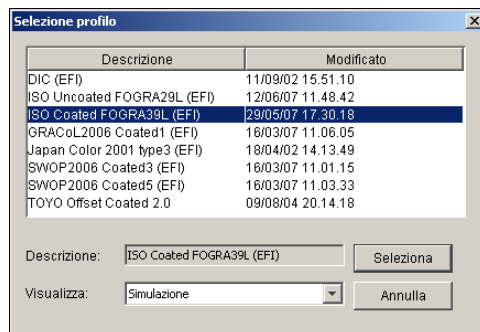 Selezione profilo
Descrizione Modificato
DIC (EFI) 11/09/02 15.51.10
ISO Uncoated FOGRA29L (EFI) 12/06/07 11.48.42
ISO Coated FOGRA39L (EFI) 29/05/07 17.30.18
GRACoL2006 Coated1 (EFI) 16/03/07 11.06.05
Japan Color 2001 type3 (EFI) 18/04/02 14.13.49
SWOP2006 Coated3 (EFI) 16/03/07 11.01.15
SWOP2006 Coated5 (EFI) 16/03/07 11.03.33
TOYO Offset Coated 2.0 09/08/04 20.14.18
Descrizione: ISO Coated FOGRA39L (EFI) Seleziona
Visualizza: Simulazione Annulla